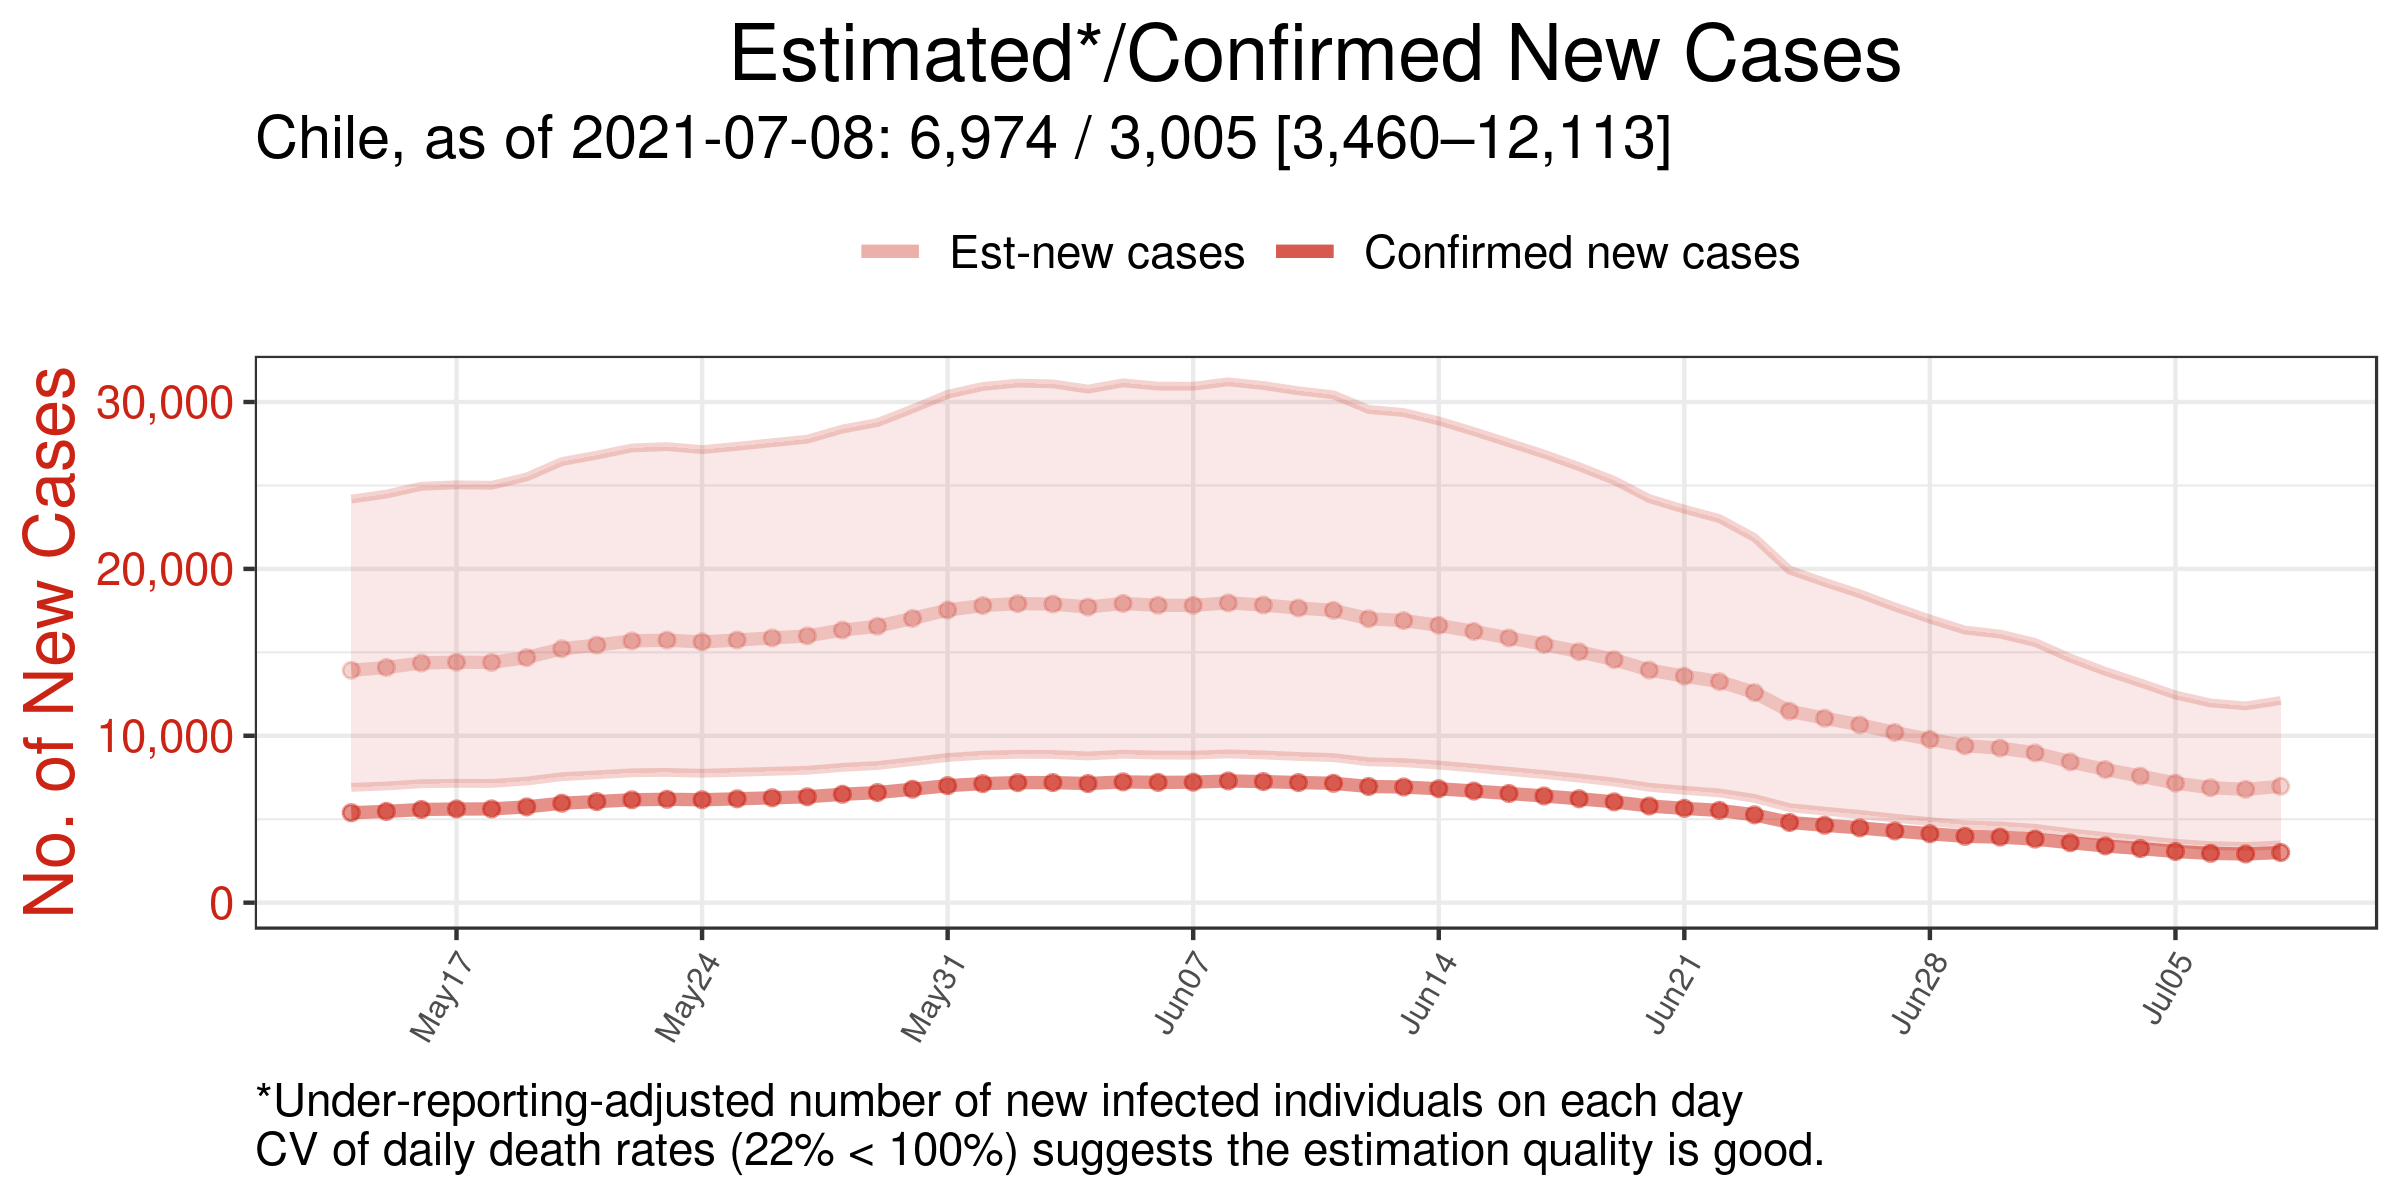 Estimated*/Confirmed New Cases
Chile, as of 2021-07-08: 6,974 / 3,005 [3,460–12,113]
Est-new cases
Confirmed new cases
No. of New Cases
30,000
20,000
10,000
0
May17
May24
May31
Jun07
Jun14
Jun21
Jun28
Jul05
*Under-reporting-adjusted number of new infected individuals on each day
CV of daily death rates (22% < 100%) suggests the estimation quality is good.